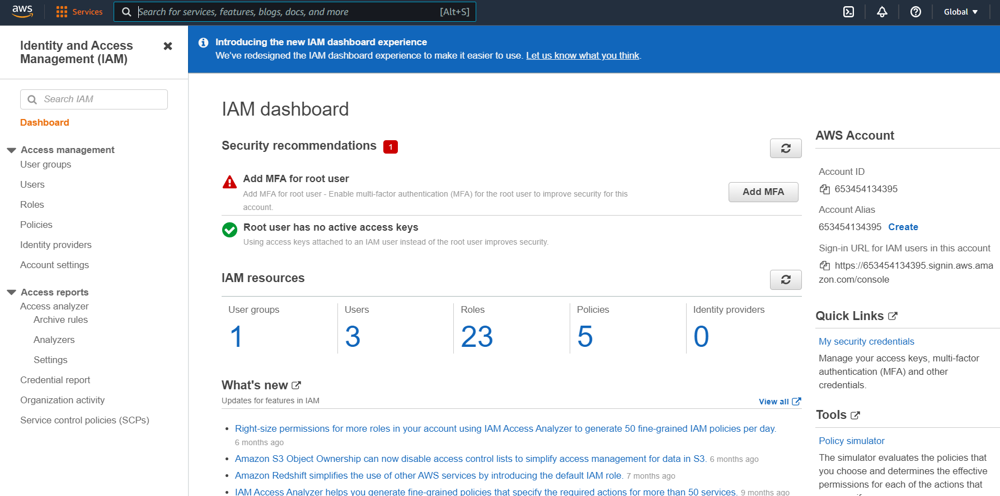 aws
Services
Search for services, features, blogs, docs, and more
[Alt+S]
Global
Identity and Access
Management (IAM)
Search IAM
Dashboard
Access management
User groups
Users
Roles
Policies
Identity providers
Account settings
Access reports
Access analyzer
Archive rules
Analyzers
Settings
Credential report
Organization activity
Service control policies (SCPs)
Introducing the new IAM dashboard experience
We've redesigned the IAM dashboard experience to make it easier to use. Let us know what you think.
IAM dashboard
Security recommendations 1
Add MFA for root user
Add MFA for root user - Enable multi-factor authentication (MFA) for the root user to improve security for this
account.
Add MFA
Root user has no active access keys
Using access keys attached to an IAM user instead of the root user improves security.
IAM resources
User groups
1
Users
3
Roles
23
Policies
5
Identity providers
0
What's new
Updates for features in IAM
View all
Right-size permissions for more roles in your account using IAM Access Analyzer to generate 50 fine-grained IAM policies per day.
6 months ago
Amazon S3 Object Ownership can now disable access control lists to simplify access management for data in S3. 6 months ago
Amazon Redshift simplifies the use of other AWS services by introducing the default IAM role. 7 months ago
IAM Access Analyzer helps you generate fine-grained policies that specify the required actions for more than 50 services. 9 months ago
AWS Account
Account ID
653454134395
Account Alias
653454134395 Create
Sign-in URL for IAM users in this account
https://653454134395.signin.aws.ama
zon.com/console
Quick Links
My security credentials
Manage your access keys, multi-factor
authentication (MFA) and other
credentials.
Tools
Policy simulator
The simulator evaluates the policies that
you choose and determines the effective
permissions for each of the actions that